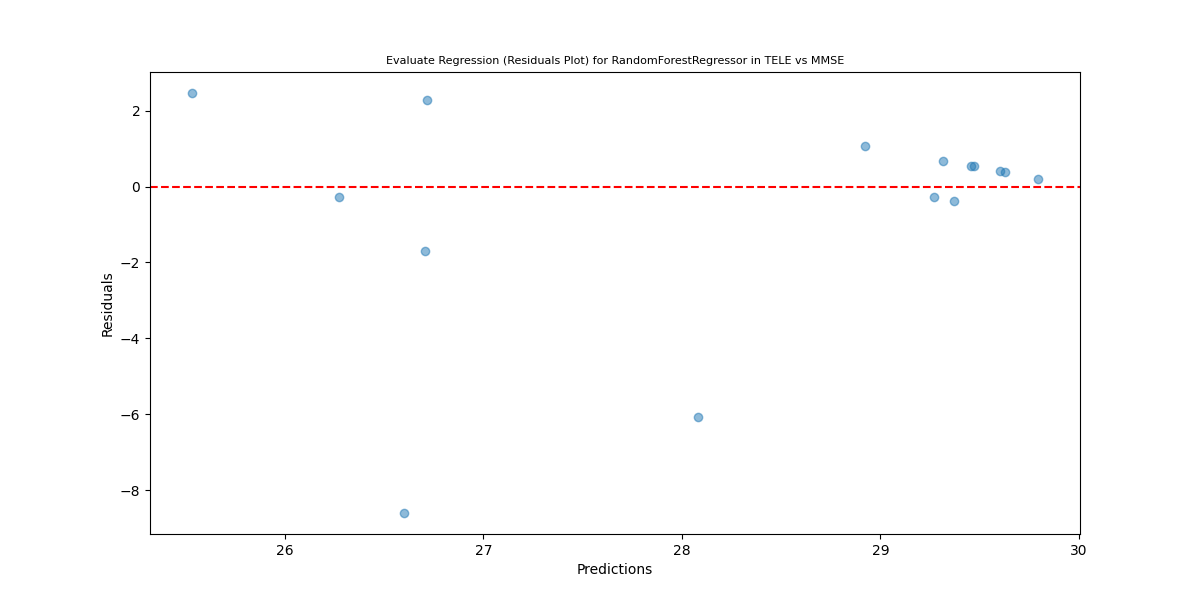 Evaluate Regression (Residuals Plot) for RandomForestRegressor in TELE vs MMSE
2
0
−2
−4
−6
−8
Residuals
26 27 28 29 30
Predictions